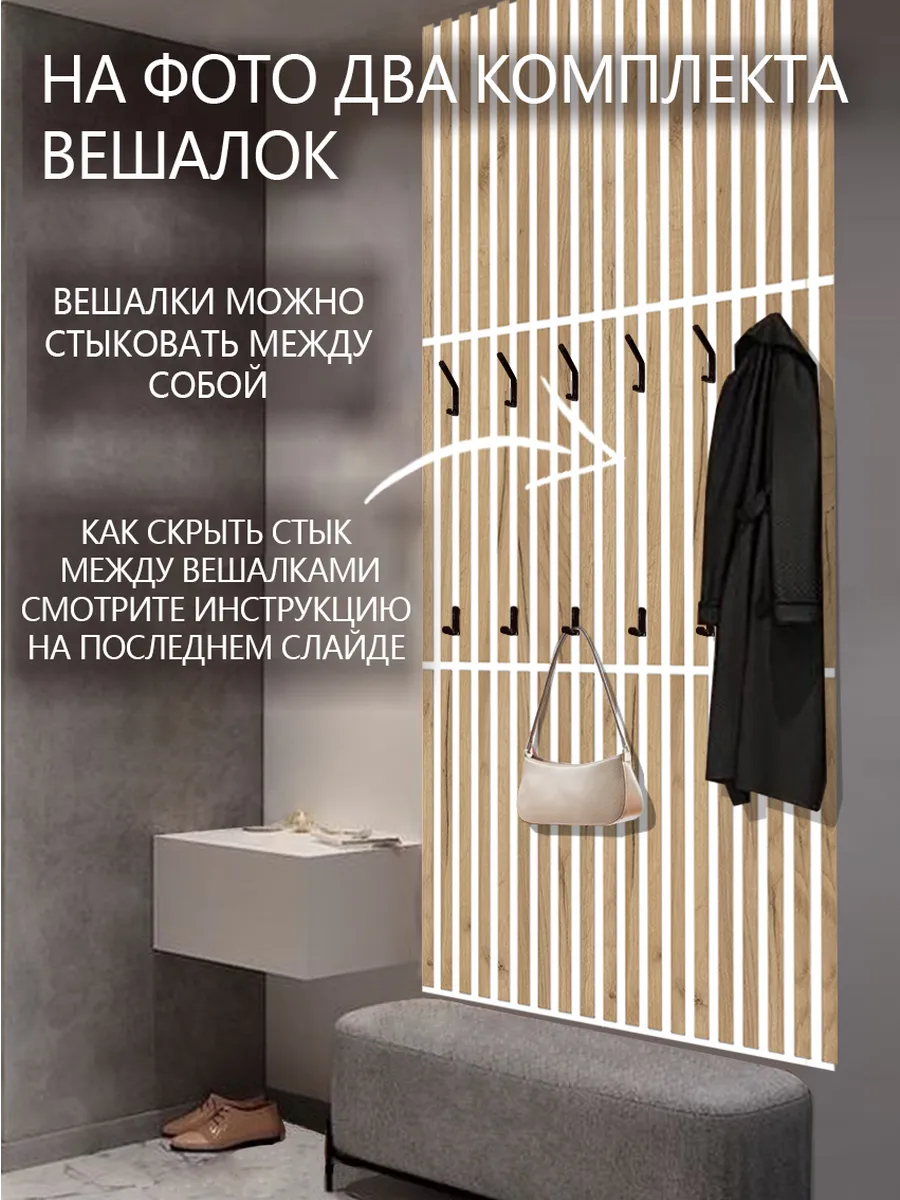 НА ФОТО ДВА КОМПЛЕКТА
ВЕШАЛОК
ВЕШАЛКИ МОЖНО
СТЫКОВАТЬ МЕЖДУ
СОБОЙ
КАК СКРЫТЬ СТЫК
МЕЖДУ ВЕШАЛКАМИ
СМОТРИТЕ ИНСТРУКЦИЮ
НА ПОСЛЕДНЕМ СЛАЙДЕ